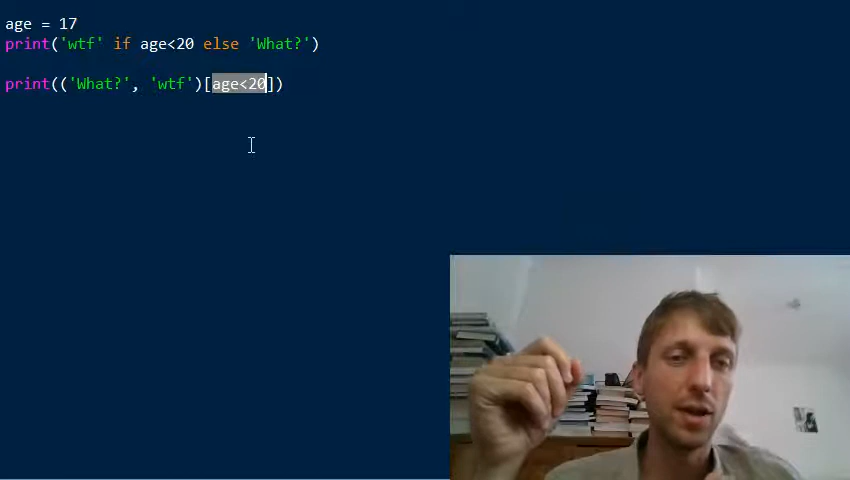 age = 17
print('wtf' if age<20 else 'What?')
print(('What?', 'wtf')[age<20])